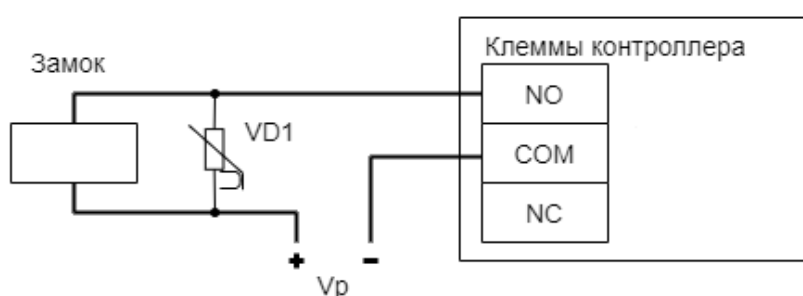 Клеммы контроллера
Замок
NO
VD1
COM
NC
+ -
Vp